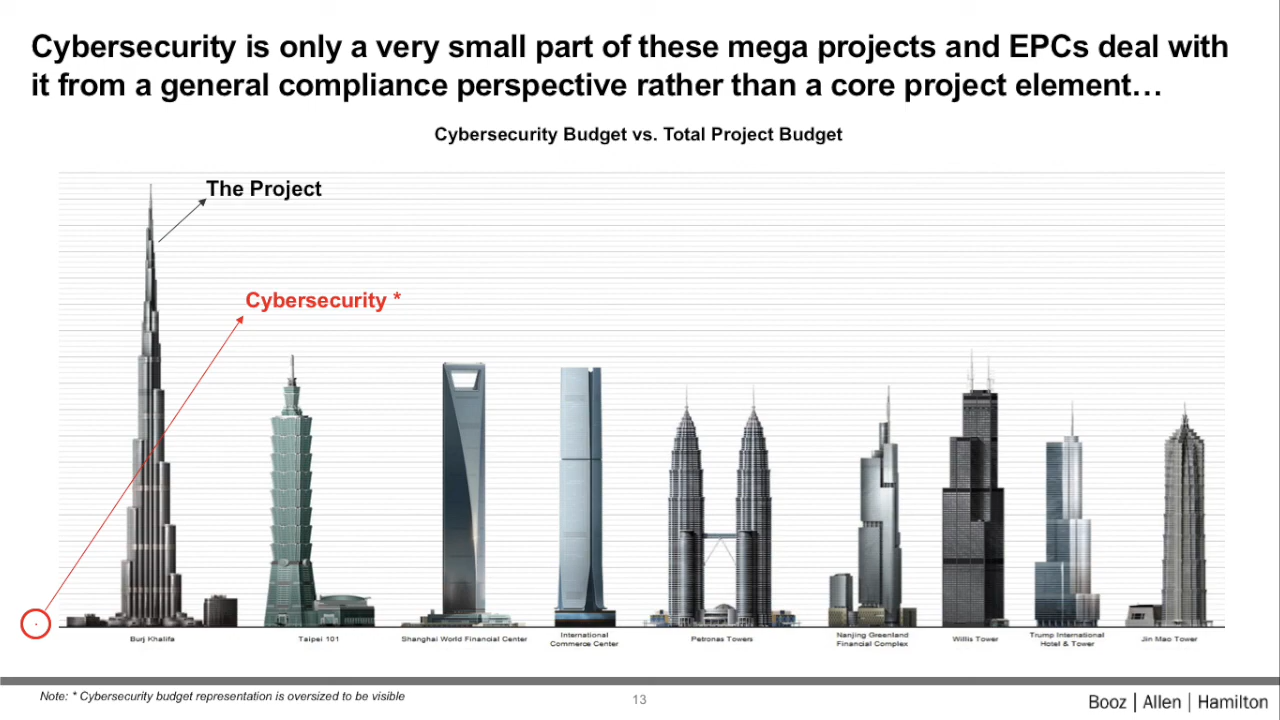 Cybersecurity is only a very small part of these mega projects and EPCs deal with
it from a general compliance perspective rather than a core project element…
Cybersecurity Budget vs. Total Project Budget
The Project
Cybersecurity *
Burj Khalifa
Taipei 101
Shanghai World Financial Center
International
Commerce Center
Petronas Towers
Nanjing Greenland
Financial Complex
Willis Tower
Trump International
Hotel & Tower
Jin Mao Tower
Note: * Cybersecurity budget representation is oversized to be visible
13
Booz | Allen | Hamilton